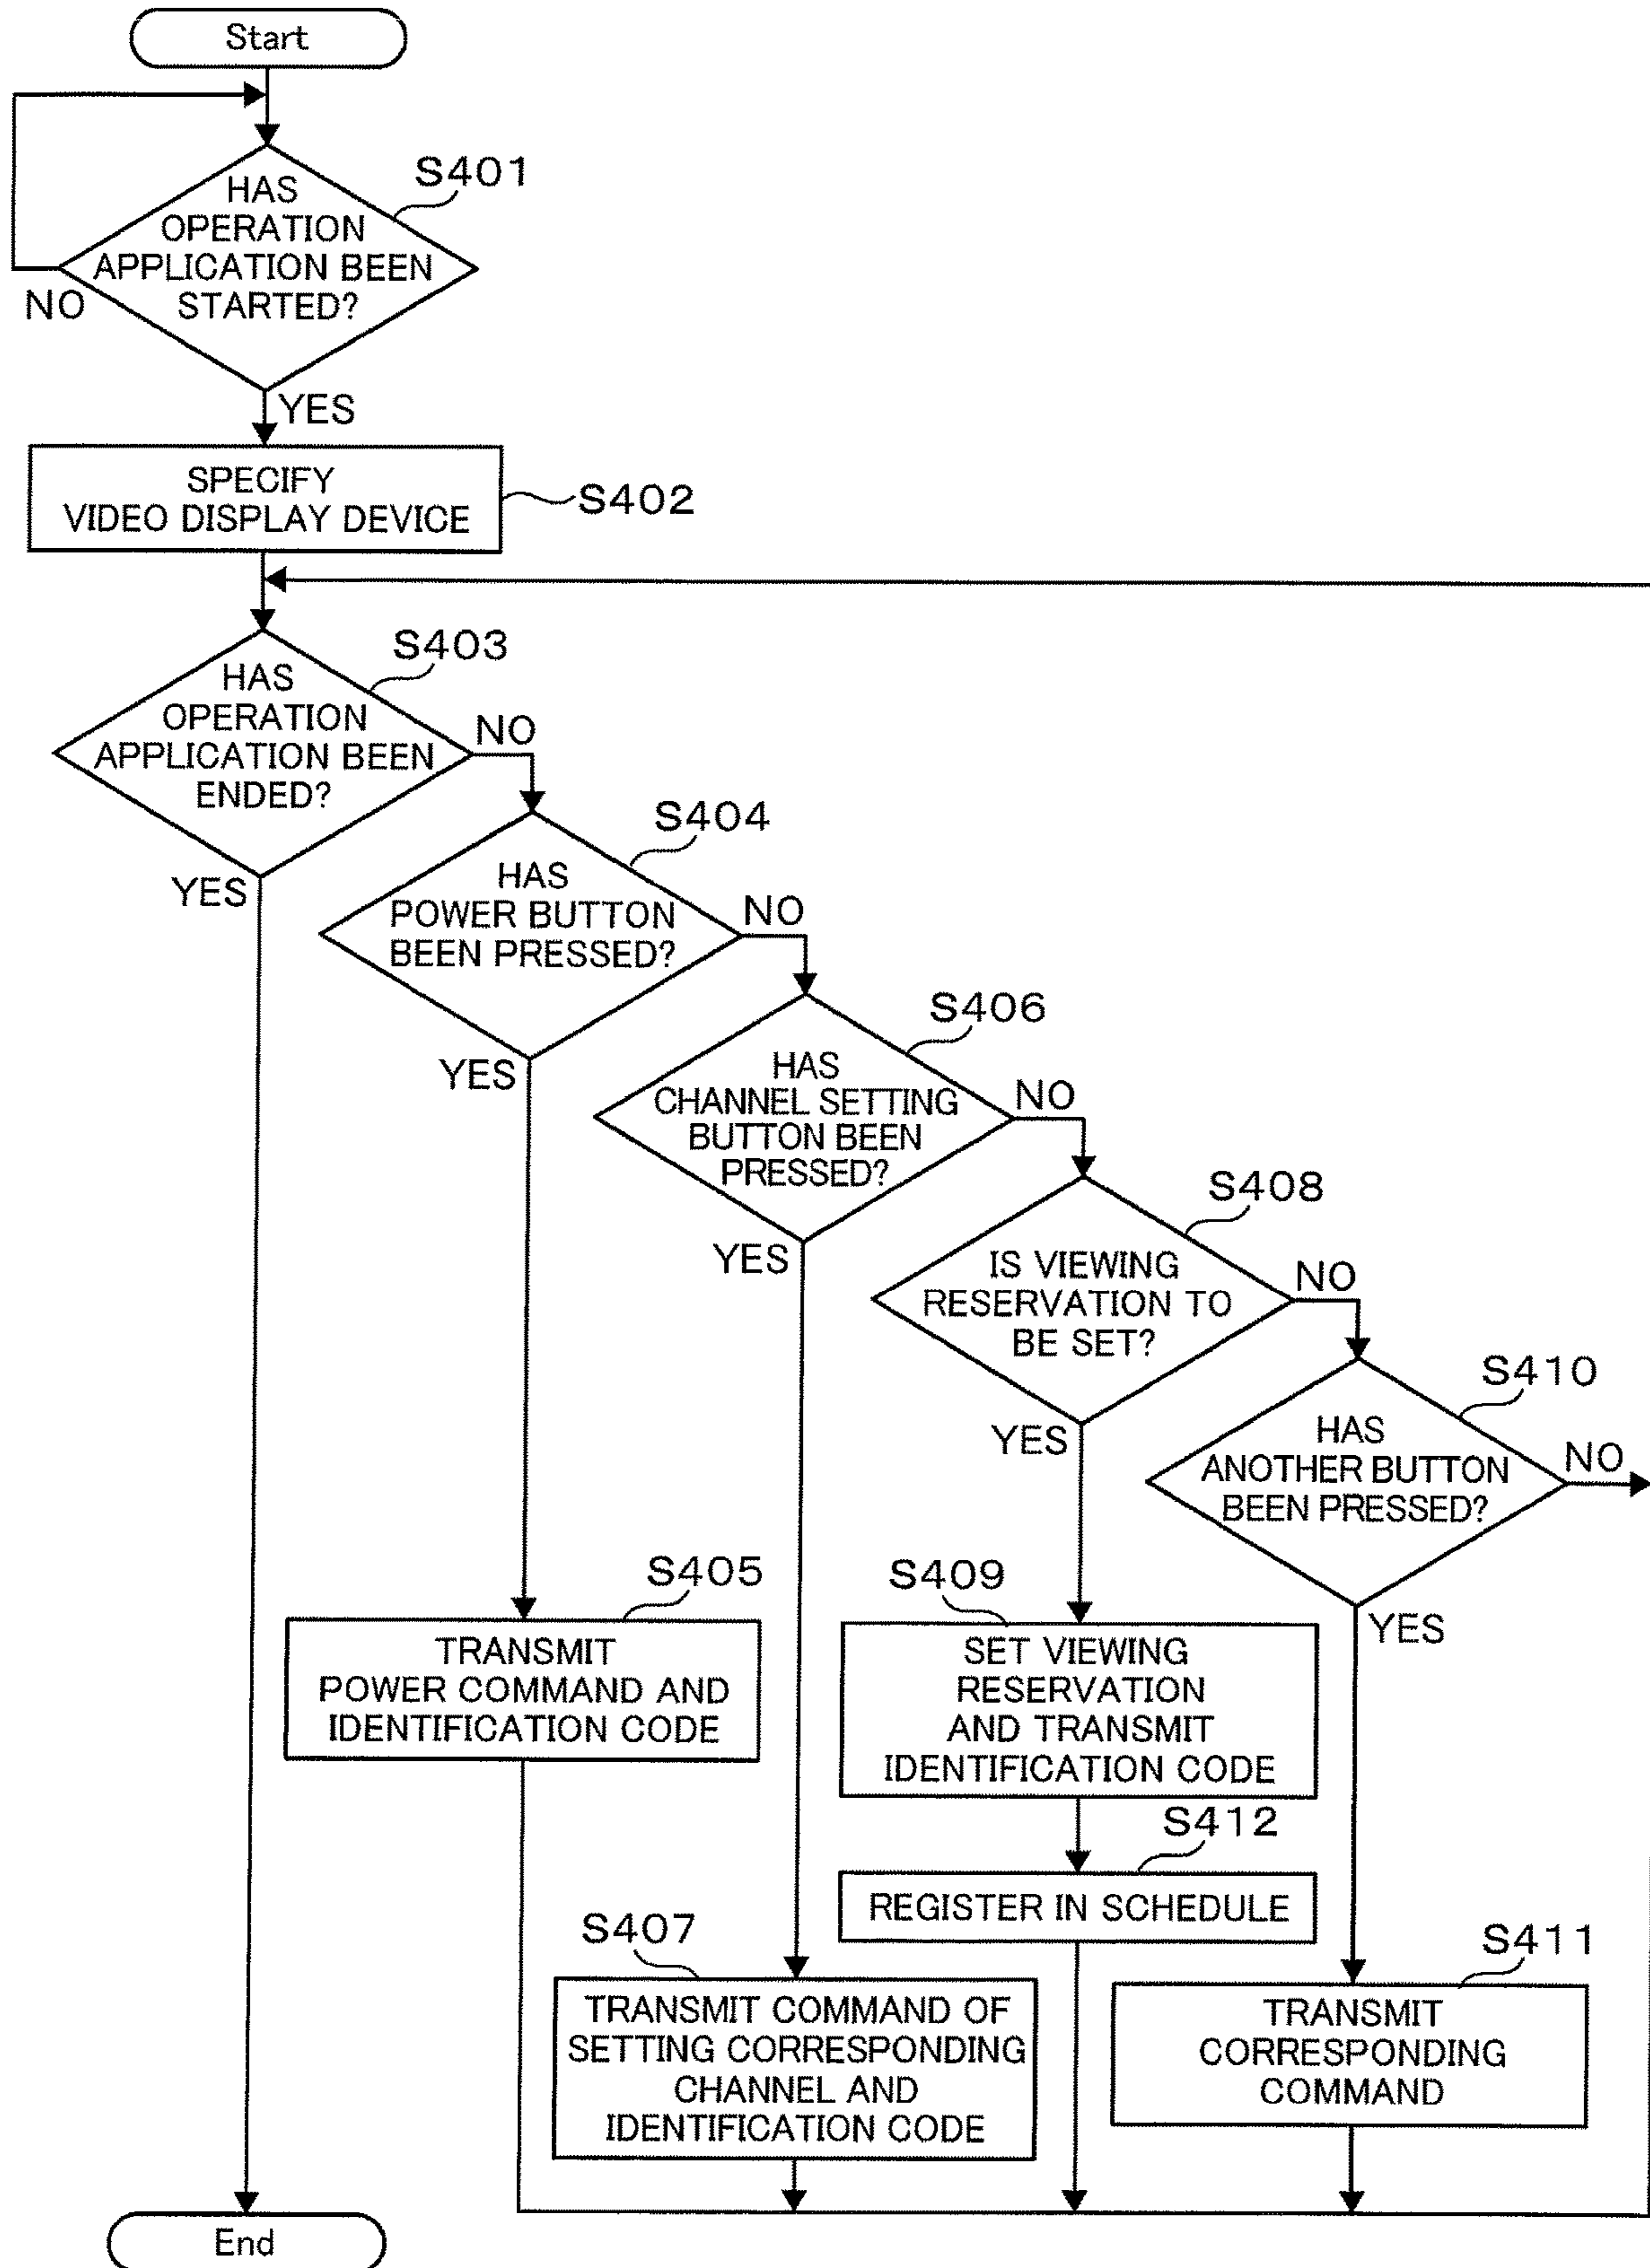 Start
S401
HAS
OPERATION
APPLICATION BEEN
STARTED?
NO
YES
SPECIFY
VIDEO DISPLAY DEVICE
S402
S403
HAS
OPERATION
APPLICATION BEEN
ENDED?
NO
YES
S404
HAS
POWER BUTTON
BEEN PRESSED?
NO
YES
S406
HAS
CHANNEL SETTING
BUTTON BEEN
PRESSED?
NO
YES
S408
IS VIEWING
RESERVATION TO
BE SET?
NO
YES
S410
HAS
ANOTHER BUTTON
BEEN PRESSED?
NO
YES
S405
TRANSMIT
POWER COMMAND AND
IDENTIFICATION CODE
S409
SET VIEWING
RESERVATION
AND TRANSMIT
IDENTIFICATION CODE
S412
REGISTER IN SCHEDULE
S407
TRANSMIT COMMAND OF
SETTING CORRESPONDING
CHANNEL AND
IDENTIFICATION CODE
S411
TRANSMIT
CORRESPONDING
COMMAND
End